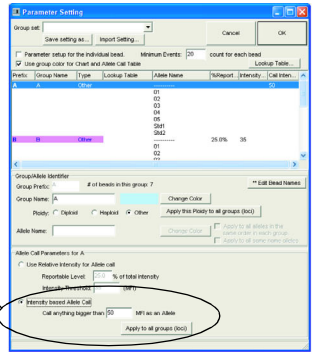 Parameter Setting
Group set:
Save setting as...
Import Setting...
Cancel
OK
Parameter setup for the individual bead.
Minimum Events: 20 count for each bead
Use group color for Chart and Allele Call Table
Lookup Table...
Prefix Group Name Type Lookup Table Allele Name %Report... Intensity... Call Inten...
A A Other ---------- 50
01
02
03
04
05
Std1
Std2
B B Other ---------- 25.0% 35
01
02
Group/Allele Identifier
Group Prefix: # of beads in this group: 7
** Edit Bead Names
Group Name: A Change Color
Ploidy: Diploid Haploid Other Apply this Ploidy to all groups (loci)
Allele Name: Change Color
Apply to all alleles in the same order in each group
Apply to all same name alleles
Allele Call Parameters for A
Use Relative Intensity for Allele call
Reportable Level % of total intensity
Intensity Threshold (MFI)
Intensity based Allele Call
Call anything bigger than 50 MFI as an Allele
Apply to all groups (loci)